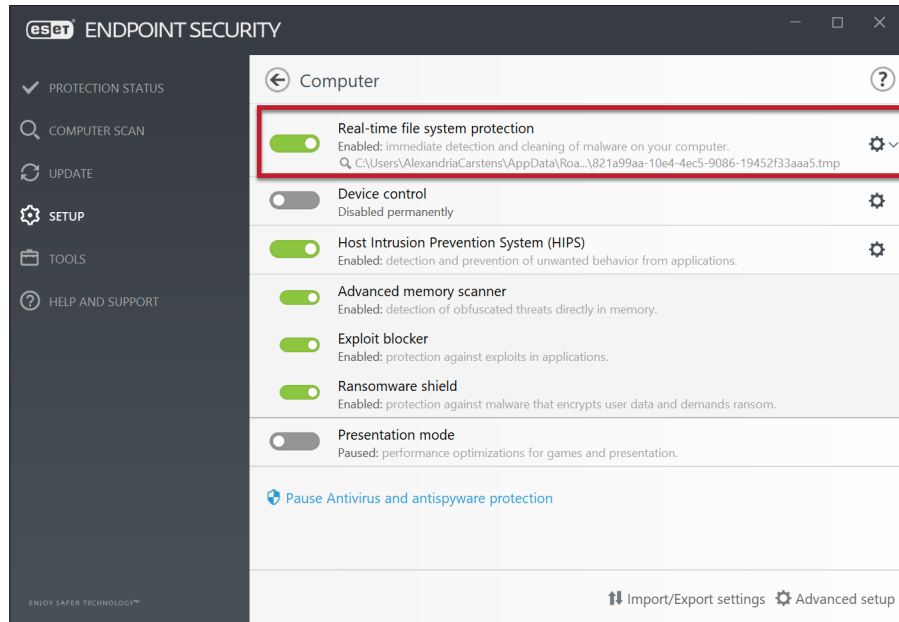 eset ENDPOINT SECURITY
PROTECTION STATUS
COMPUTER SCAN
UPDATE
SETUP
TOOLS
HELP AND SUPPORT
ENJOY SAFER TECHNOLOGY™
Computer
?
Real-time file system protection
Enabled: immediate detection and cleaning of malware on your computer.
C:\Users\AlexandriaCarstens\AppData\Roa...\821a99aa-10e4-4ec5-9086-19452f33aaa5.tmp
Device control
Disabled permanently
Host Intrusion Prevention System (HIPS)
Enabled: detection and prevention of unwanted behavior from applications.
Advanced memory scanner
Enabled: detection of obfuscated threats directly in memory.
Exploit blocker
Enabled: protection against exploits in applications.
Ransomware shield
Enabled: protection against malware that encrypts user data and demands ransom.
Presentation mode
Paused: performance optimizations for games and presentation.
Pause Antivirus and antispyware protection
Import/Export settings Advanced setup